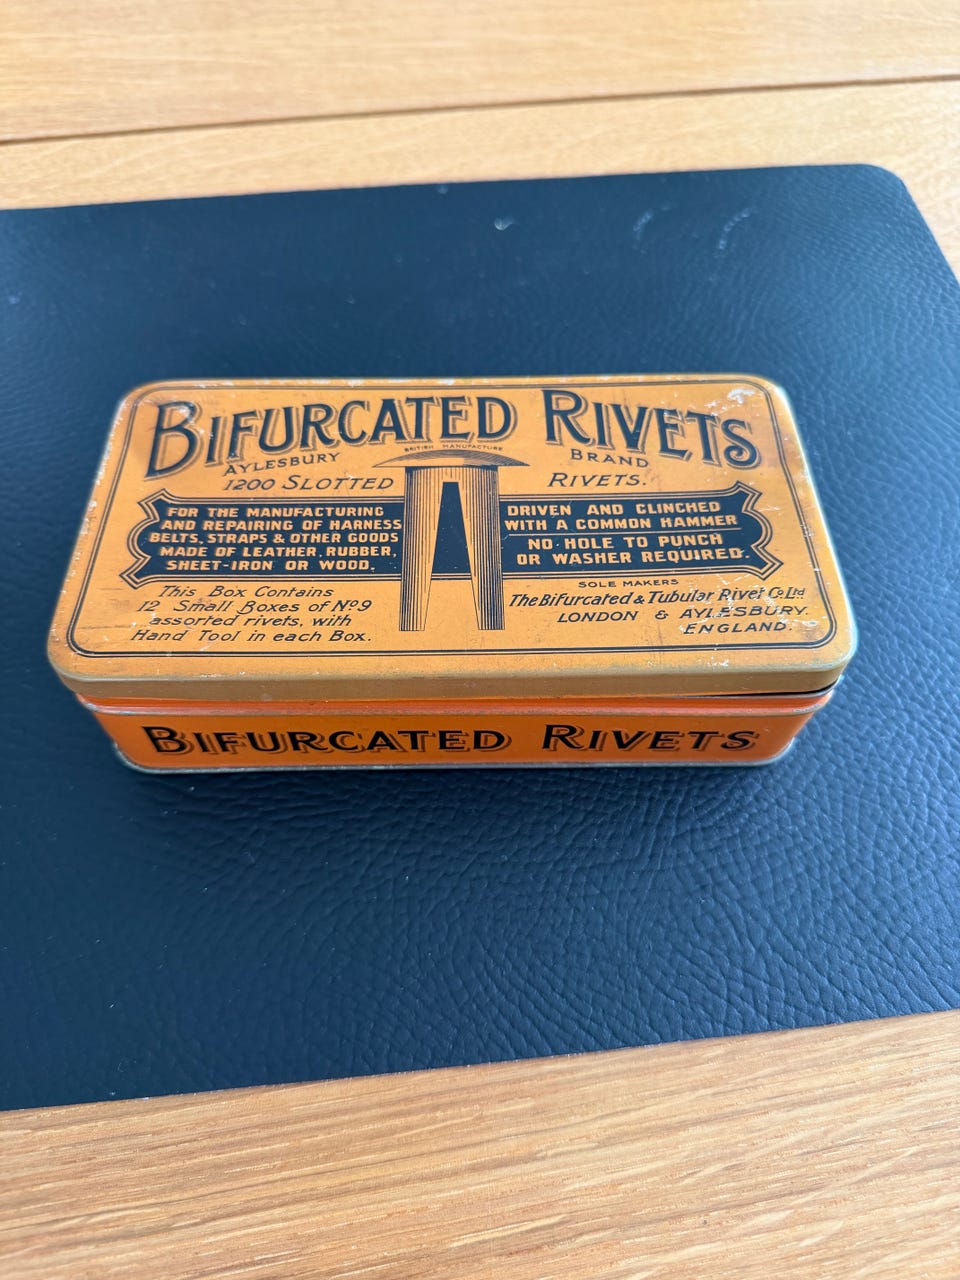 BIFURCATED RIVETS
AYLESBURY BRITISH MANUFACTURE BRAND
1200 SLOTTED RIVETS.
FOR THE MANUFACTURING
AND REPAIRING OF HARNESS
BELTS, STRAPS & OTHER GOODS
MADE OF LEATHER, RUBBER,
SHEET-IRON OR WOOD.
DRIVEN AND CLINCHED
WITH A COMMON HAMMER
NO HOLE TO PUNCH
OR WASHER REQUIRED.
This Box Contains
12 Small Boxes of Nº9
assorted rivets, with
Hand Tool in each Box.
SOLE MAKERS
The Bifurcated & Tubular Rivet Co Ltd
LONDON & AYLESBURY.
ENGLAND.
BIFURCATED RIVETS